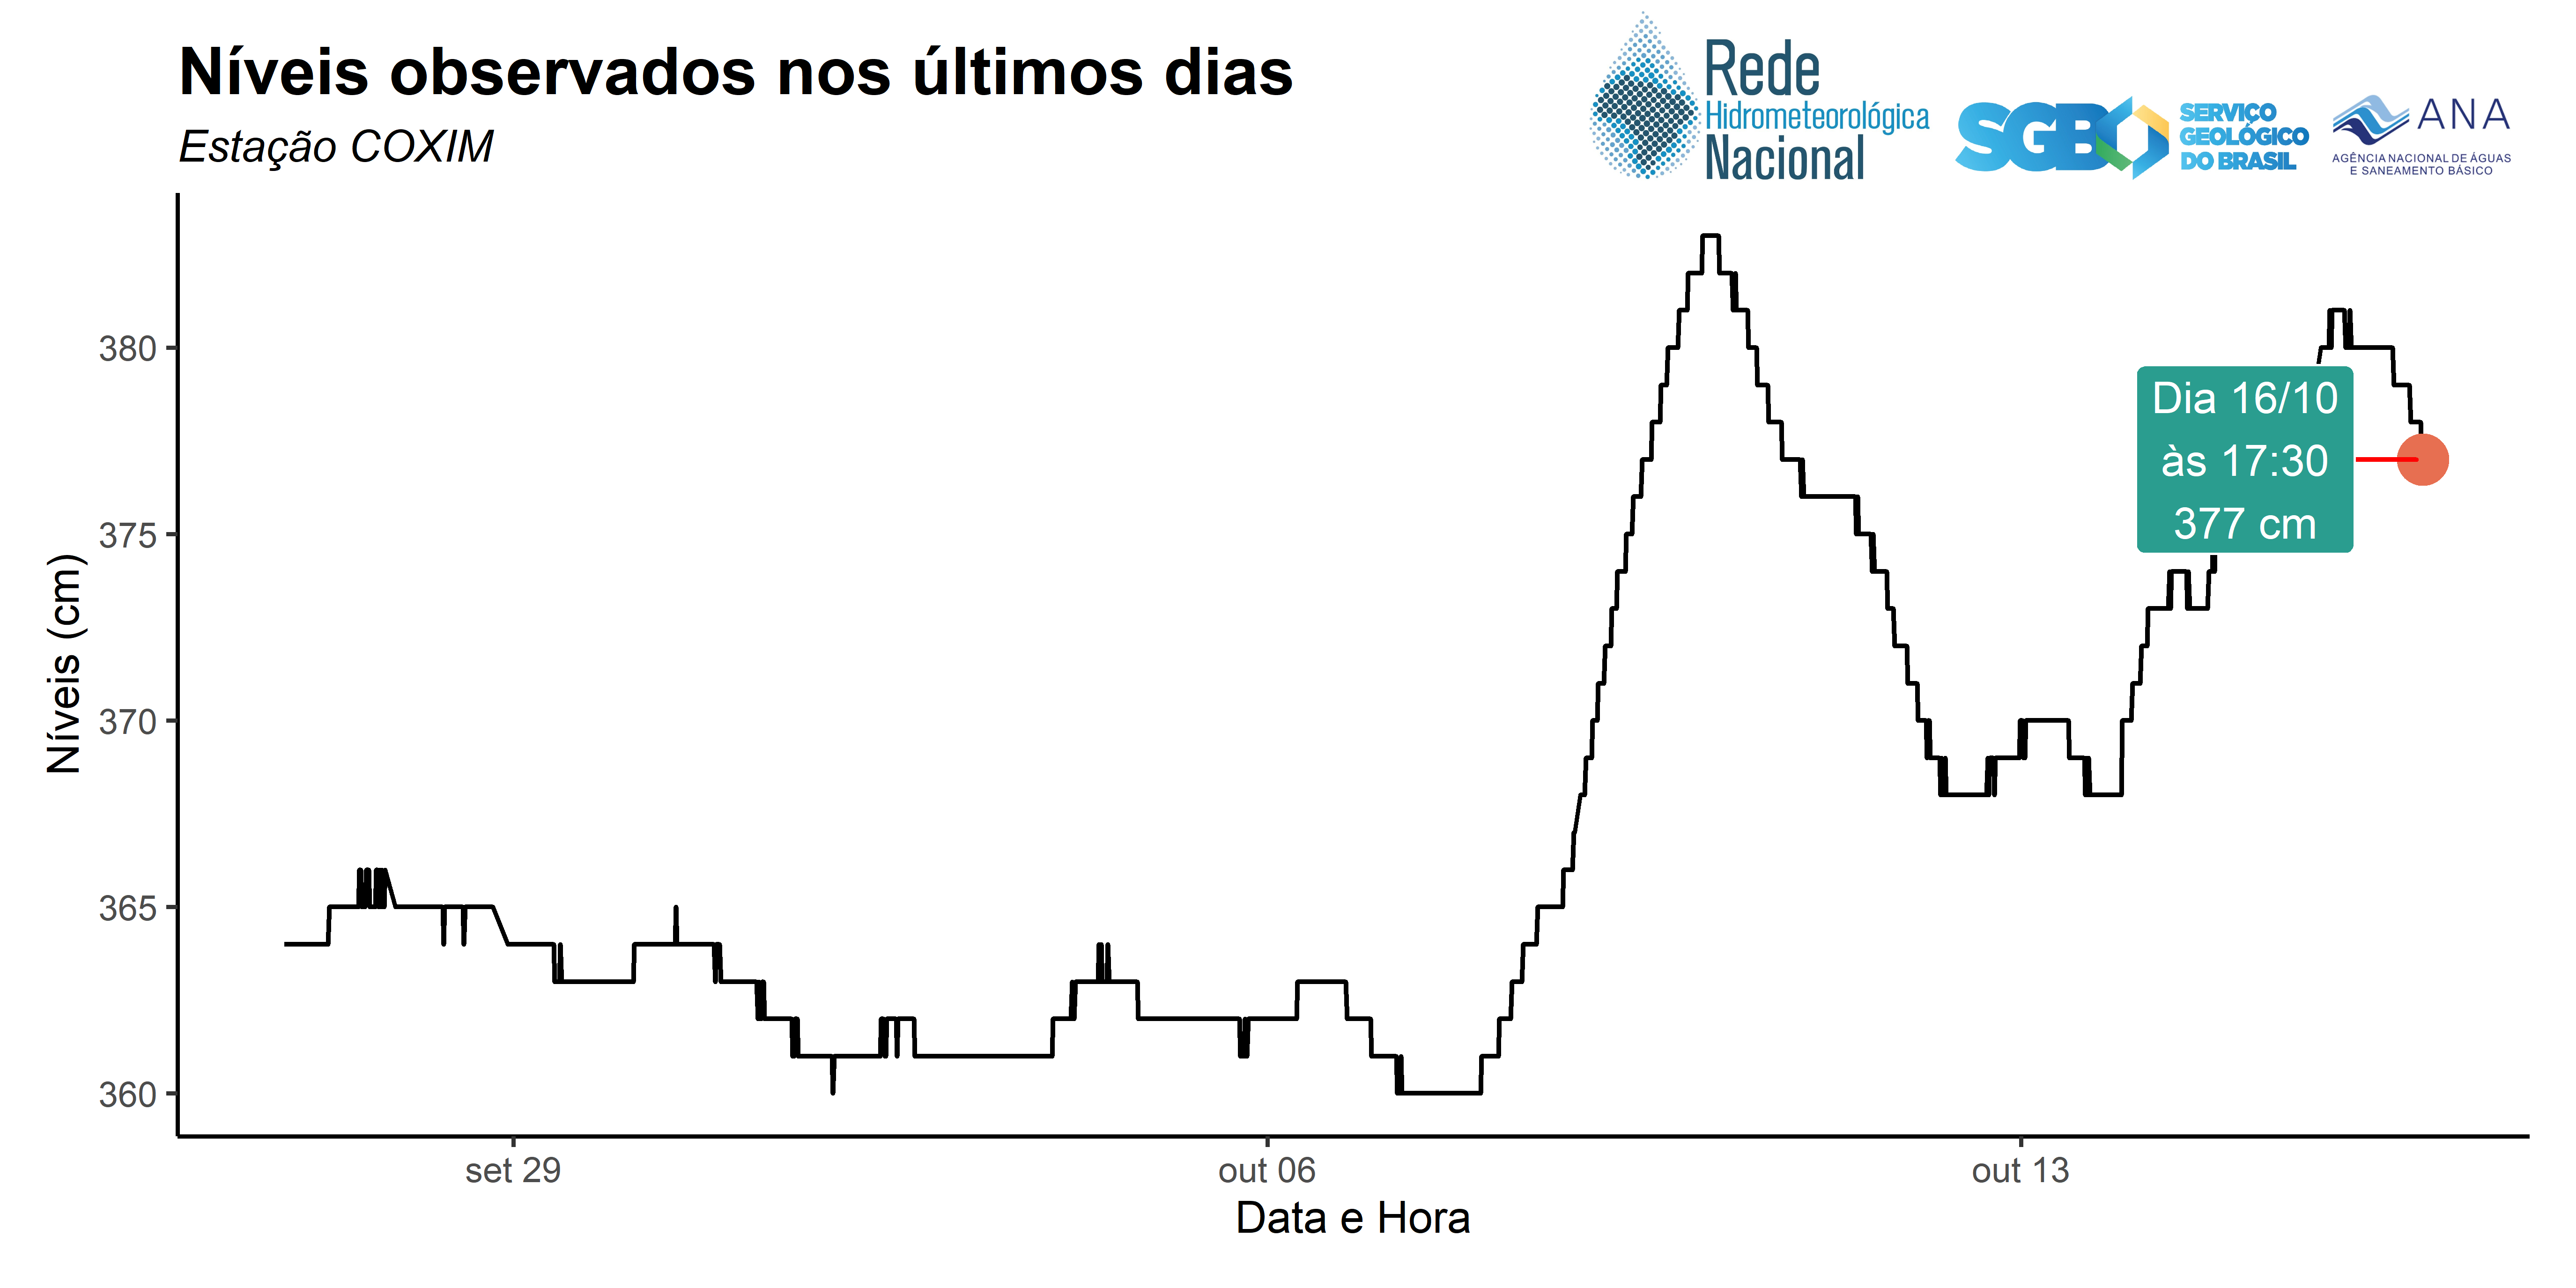 Níveis observados nos últimos dias
Estação COXIM
Rede
Hidrometeorológica
Nacional
SGB
SERVIÇO
GEOLÓGICO
DO BRASIL
ANA
AGÊNCIA NACIONAL DE ÁGUAS
E SANEAMENTO BÁSICO
Níveis (cm)
380
375
370
365
360
Dia 16/10
às 17:30
377 cm
set 29
out 06
out 13
Data e Hora